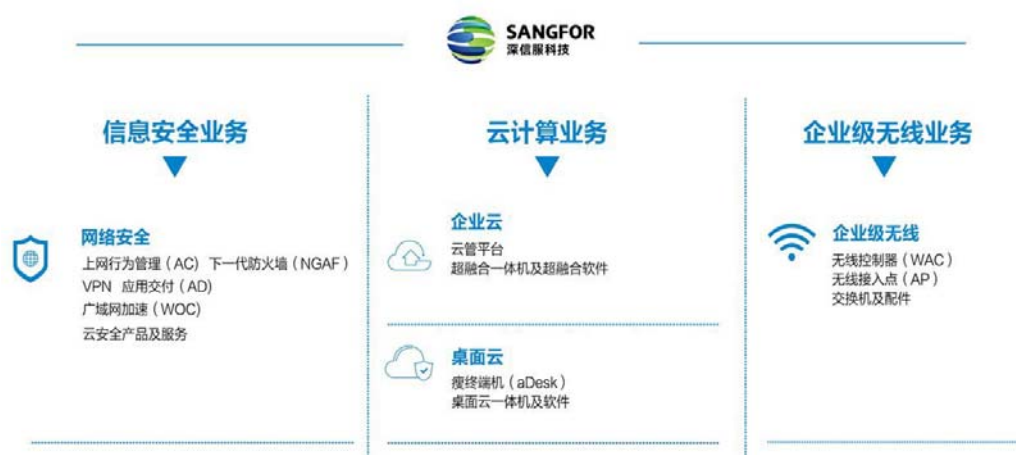 SANGFOR
深信服科技
信息安全业务
网络安全
上网行为管理（AC） 下一代防火墙（NGAF）
VPN 应用交付（AD）
广域网加速（WOC）
云安全产品及服务
云计算业务
企业云
云管平台
超融合一体机及超融合软件
桌面云
瘦终端机（aDesk）
桌面云一体机及软件
企业级无线业务
企业级无线
无线控制器（WAC）
无线接入点（AP）
交换机及配件